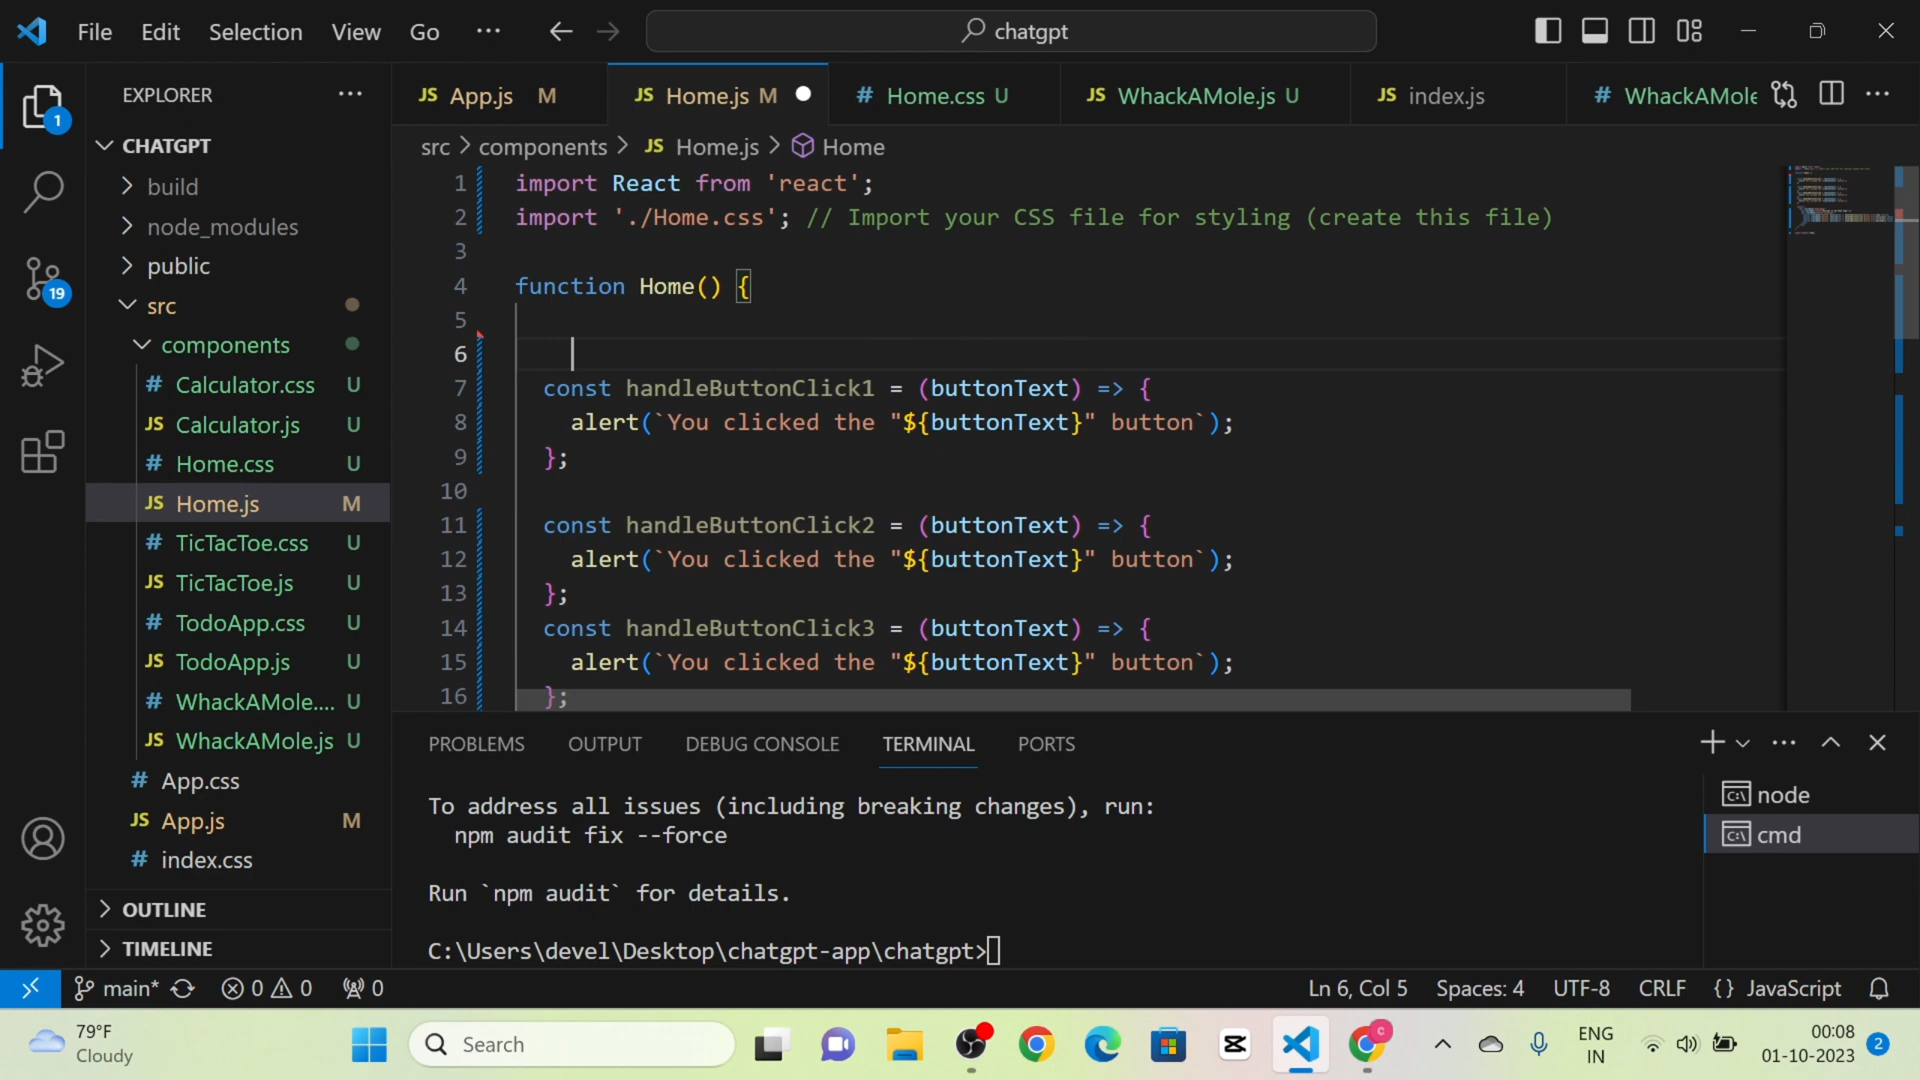 File Edit Selection View Go ··· chatgpt
EXPLORER ···
CHATGPT
build
node_modules
public
src
components
# Calculator.css U
JS Calculator.js U
# Home.css U
JS Home.js M
# TicTacToe.css U
JS TicTacToe.js U
# TodoApp.css U
JS TodoApp.js U
# WhackAMole.... U
JS WhackAMole.js U
# App.css
JS App.js M
# index.css
OUTLINE
TIMELINE
1
19
JS App.js M JS Home.js M # Home.css U JS WhackAMole.js U JS index.js # WhackAMole ···
src > components > JS Home.js > Home
1 import React from 'react';
2 import './Home.css'; // Import your CSS file for styling (create this file)
3
4 function Home() {
5
6
7 const handleButtonClick1 = (buttonText) => {
8 alert(`You clicked the "${buttonText}" button`);
9 };
10
11 const handleButtonClick2 = (buttonText) => {
12 alert(`You clicked the "${buttonText}" button`);
13 };
14 const handleButtonClick3 = (buttonText) => {
15 alert(`You clicked the "${buttonText}" button`);
16 };
PROBLEMS OUTPUT DEBUG CONSOLE TERMINAL PORTS
To address all issues (including breaking changes), run:
npm audit fix --force
Run `npm audit` for details.
C:\Users\devel\Desktop\chatgpt-app\chatgpt>
node
cmd
main* 0 0 0 Ln 6, Col 5 Spaces: 4 UTF-8 CRLF {} JavaScript
79°F
Cloudy
Search
ENG
IN
00:08
01-10-2023
2